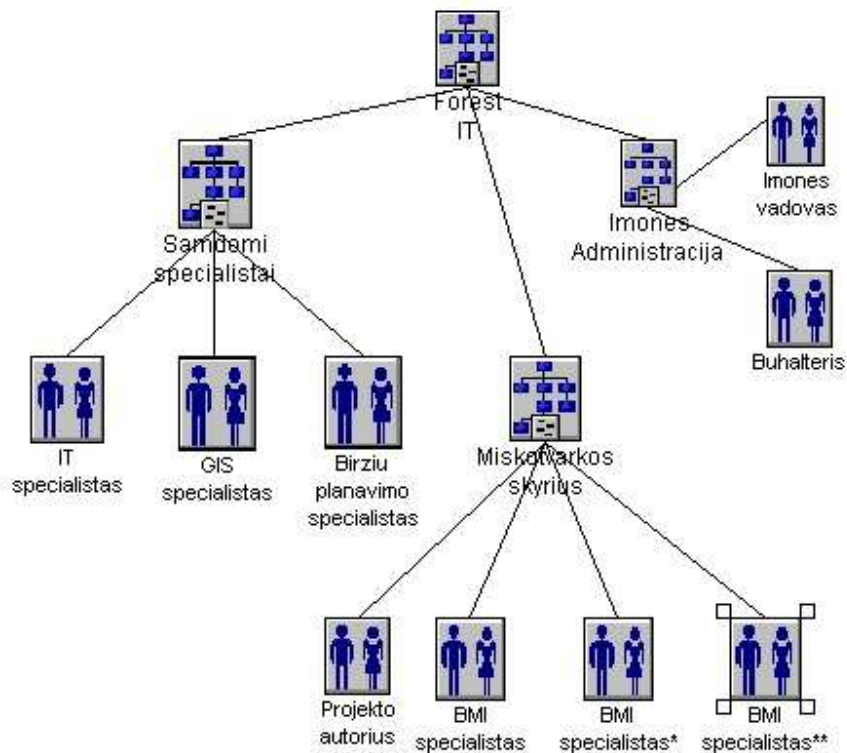 Forest
IT
Samdomi
specialistai
Imones
Administracija
Imones
vadovas
Buhalteris
IT
specialistas
GIS
specialistas
Birziu
planavimo
specialistas
Miskotvarkos
skyrius
Projekto
autorius
BMI
specialistas
BMI
specialistas*
BMI
specialistas**